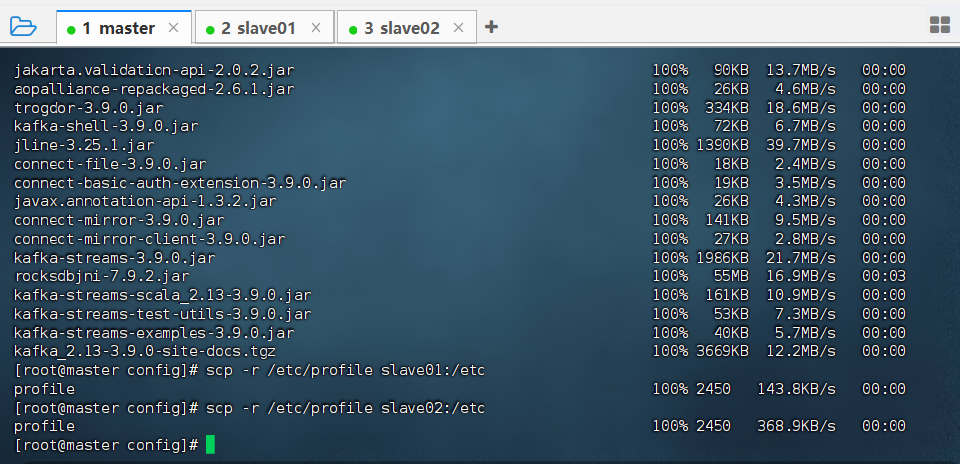 1 master × 2 slave01 × 3 slave02 × +
jakarta.validation-api-2.0.2.jar 100% 90KB 13.7MB/s 00:00
aopalliance-repackaged-2.6.1.jar 100% 26KB 4.6MB/s 00:00
trogdor-3.9.0.jar 100% 334KB 18.6MB/s 00:00
kafka-shell-3.9.0.jar 100% 72KB 6.7MB/s 00:00
jline-3.25.1.jar 100% 1390KB 39.7MB/s 00:00
connect-file-3.9.0.jar 100% 18KB 2.4MB/s 00:00
connect-basic-auth-extension-3.9.0.jar 100% 19KB 3.5MB/s 00:00
javax.annotation-api-1.3.2.jar 100% 26KB 4.3MB/s 00:00
connect-mirror-3.9.0.jar 100% 141KB 9.5MB/s 00:00
connect-mirror-client-3.9.0.jar 100% 27KB 2.8MB/s 00:00
kafka-streams-3.9.0.jar 100% 1986KB 21.7MB/s 00:00
rocksdbjni-7.9.2.jar 100% 55MB 16.9MB/s 00:03
kafka-streams-scala_2.13-3.9.0.jar 100% 161KB 10.9MB/s 00:00
kafka-streams-test-utils-3.9.0.jar 100% 53KB 7.3MB/s 00:00
kafka-streams-examples-3.9.0.jar 100% 40KB 5.7MB/s 00:00
kafka_2.13-3.9.0-site-docs.tgz 100% 3669KB 12.2MB/s 00:00
[root@master config]# scp -r /etc/profile slave01:/etc
profile 100% 2450 143.8KB/s 00:00
[root@master config]# scp -r /etc/profile slave02:/etc
profile 100% 2450 368.9KB/s 00:00
[root@master config]#